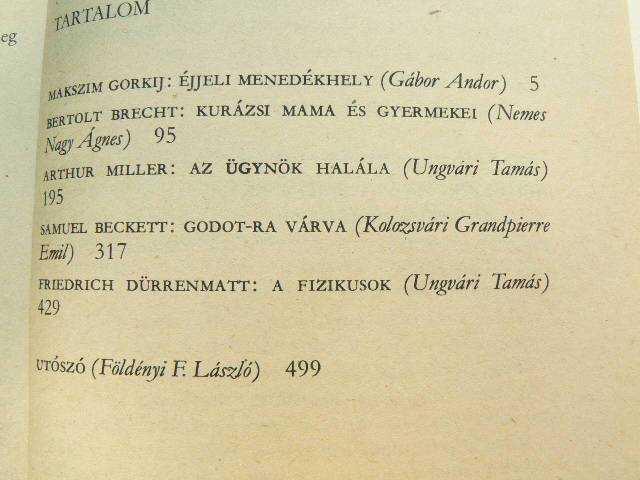 eg
TARTALOM
MAKSZIM GORKIJ: ÉJJELI MENEDÉKHELY (Gábor Andor) 5
BERTOLT BRECHT: KURÁZSI MAMA ÉS GYERMEKEI (Nemes
Nagy Ágnes) 95
ARTHUR MILLER: AZ ÜGYNÖK HALÁLA (Ungvári Tamás)
195
SAMUEL BECKETT: GODOT-RA VÁRVA (Kolozsvári Grandpierre
Emil) 317
FRIEDRICH DÜRRENMATT: A FIZIKUSOK (Ungvári Tamás)
429
UTÓSZÓ (Földényi F. László) 499